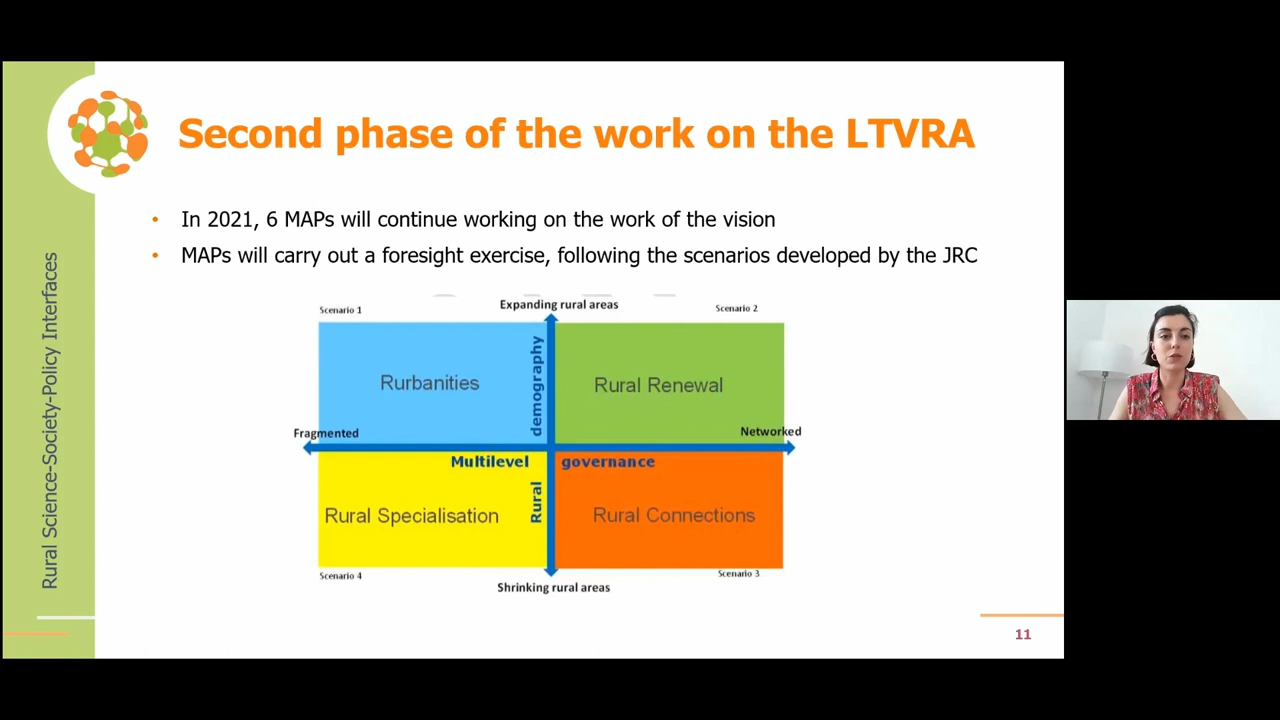 Rural Science-Society-Policy Interfaces
Second phase of the work on the LTVRA
• In 2021, 6 MAPs will continue working on the work of the vision
• MAPs will carry out a foresight exercise, following the scenarios developed by the JRC
Scenario 1
Expanding rural areas
Scenario 2
Rurbanities
demography
Rural Renewal
Fragmented
Networked
Multilevel governance
Rural Specialisation
Rural
Rural Connections
Scenario 4
Shrinking rural areas
Scenario 3
11